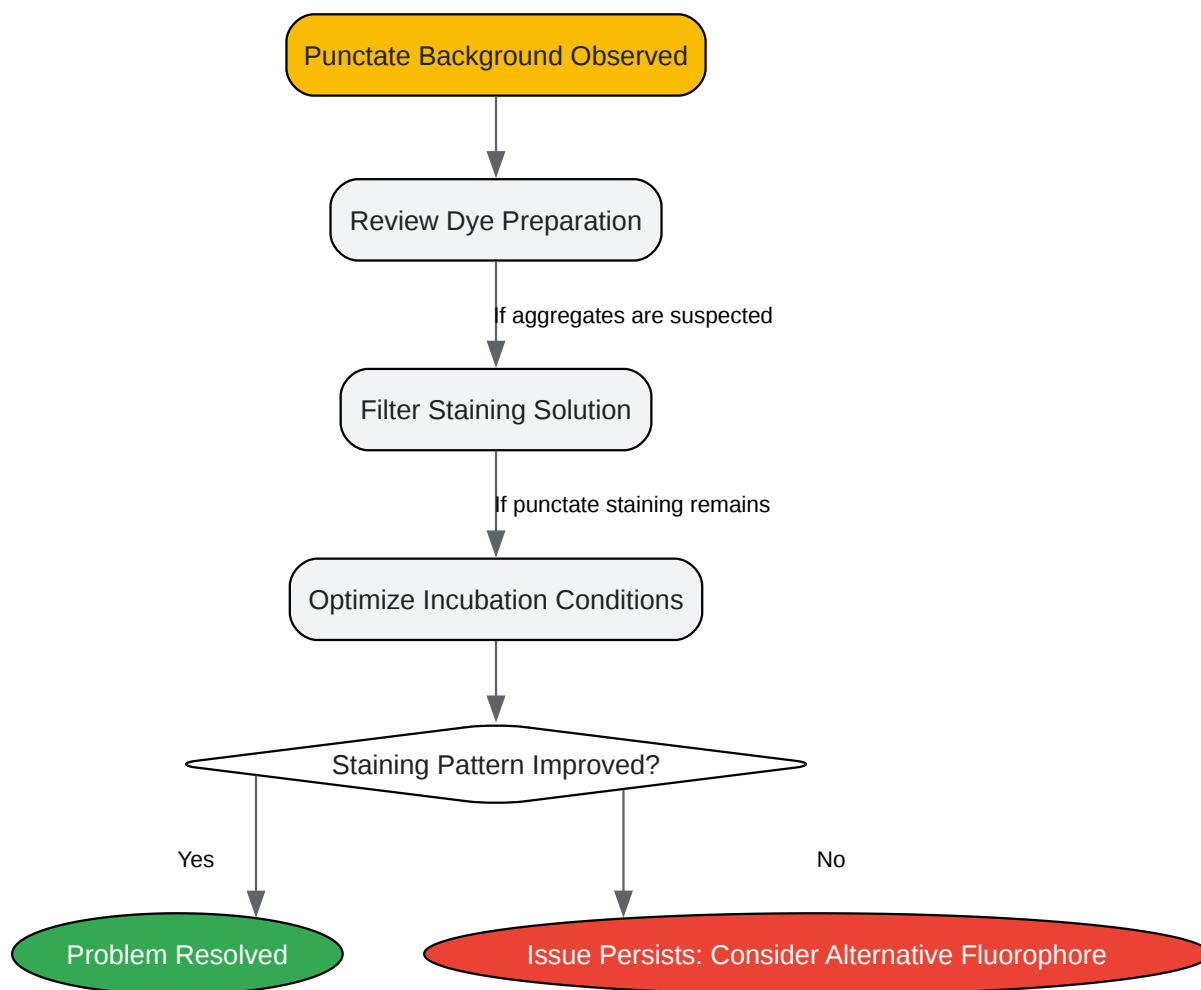 Punctate Background Observed
Review Dye Preparation
If aggregates are suspected
Filter Staining Solution
If punctate staining remains
Optimize Incubation Conditions
Staining Pattern Improved?
Yes
No
Problem Resolved
Issue Persists: Consider Alternative Fluorophore